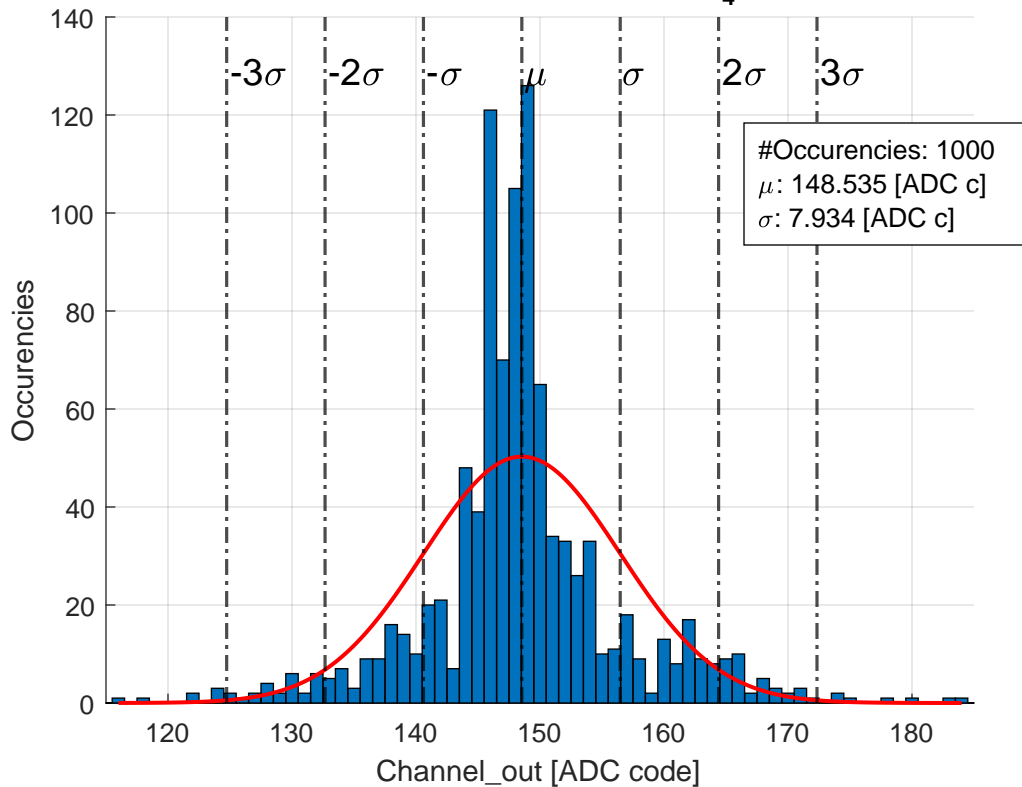 4
140
120
100
80
60
40
20
0
Occurencies
-3σ -2σ -σ μ σ 2σ 3σ
#Occurencies: 1000
μ: 148.535 [ADC c]
σ: 7.934 [ADC c]
120 130 140 150 160 170 180
Channel_out [ADC code]